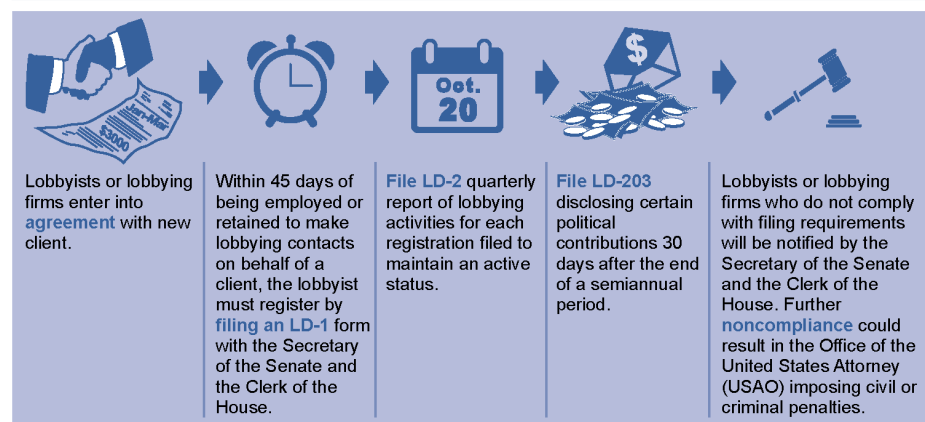 Jan-Mar
$3000
Oct.
20
$
Lobbyists or lobbying
firms enter into
agreement with new
client.
Within 45 days of
being employed or
retained to make
lobbying contacts
on behalf of a
client, the lobbyist
must register by
filing an LD-1 form
with the Secretary
of the Senate and
the Clerk of the
House.
File LD-2 quarterly
report of lobbying
activities for each
registration filed to
maintain an active
status.
File LD-203
disclosing certain
political
contributions 30
days after the end
of a semiannual
period.
Lobbyists or lobbying
firms who do not comply
with filing requirements
will be notified by the
Secretary of the Senate
and the Clerk of the
House. Further
noncompliance could
result in the Office of the
United States Attorney
(USAO) imposing civil or
criminal penalties.